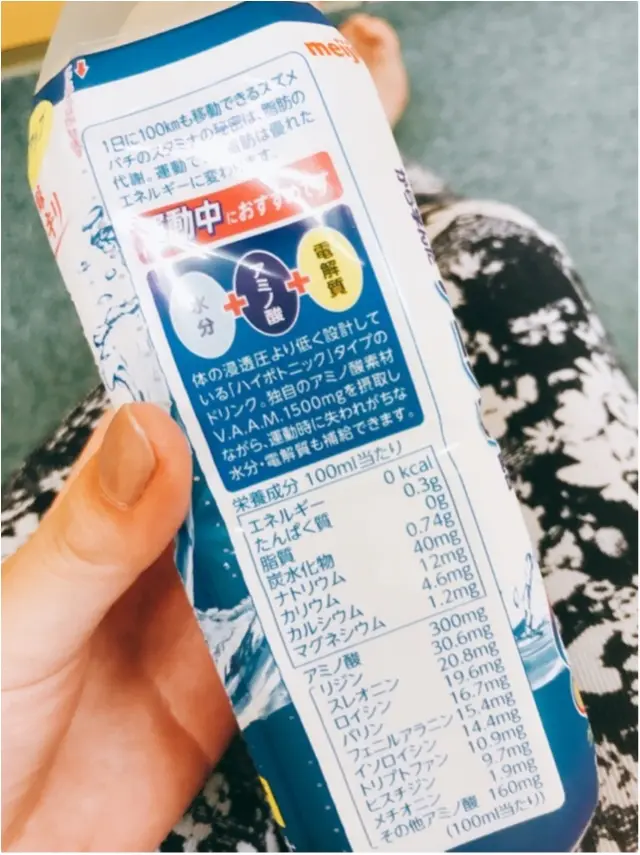 meiji
1日に100kmも移動できるスズメ
バチのスタミナの秘密は、脂肪の
代謝。運動で、脂肪は優れた
エネルギーに変わります。
運動中におすすめです
水分
+
アミノ酸
+
電解質
体の浸透圧より低く設計して
いる「ハイポトニック」タイプの
ドリンク。独自のアミノ酸素材
V.A.A.M.1500mgを摂取し
ながら、運動時に失われがちな
水分・電解質も補給できます。
栄養成分 100ml当たり
エネルギー 0 kcal
たんぱく質 0.3g
脂質 0g
炭水化物 0.74g
ナトリウム 40mg
カリウム 12mg
カルシウム 4.6mg
マグネシウム 1.2mg
アミノ酸 300mg
リジン 30.6mg
スレオニン 20.8mg
ロイシン 19.6mg
バリン 16.7mg
フェニルアラニン 15.4mg
イソロイシン 14.4mg
トリプトファン 10.9mg
ヒスチジン 9.7mg
メチオニン 1.9mg
その他アミノ酸 160mg
(100ml当たり)